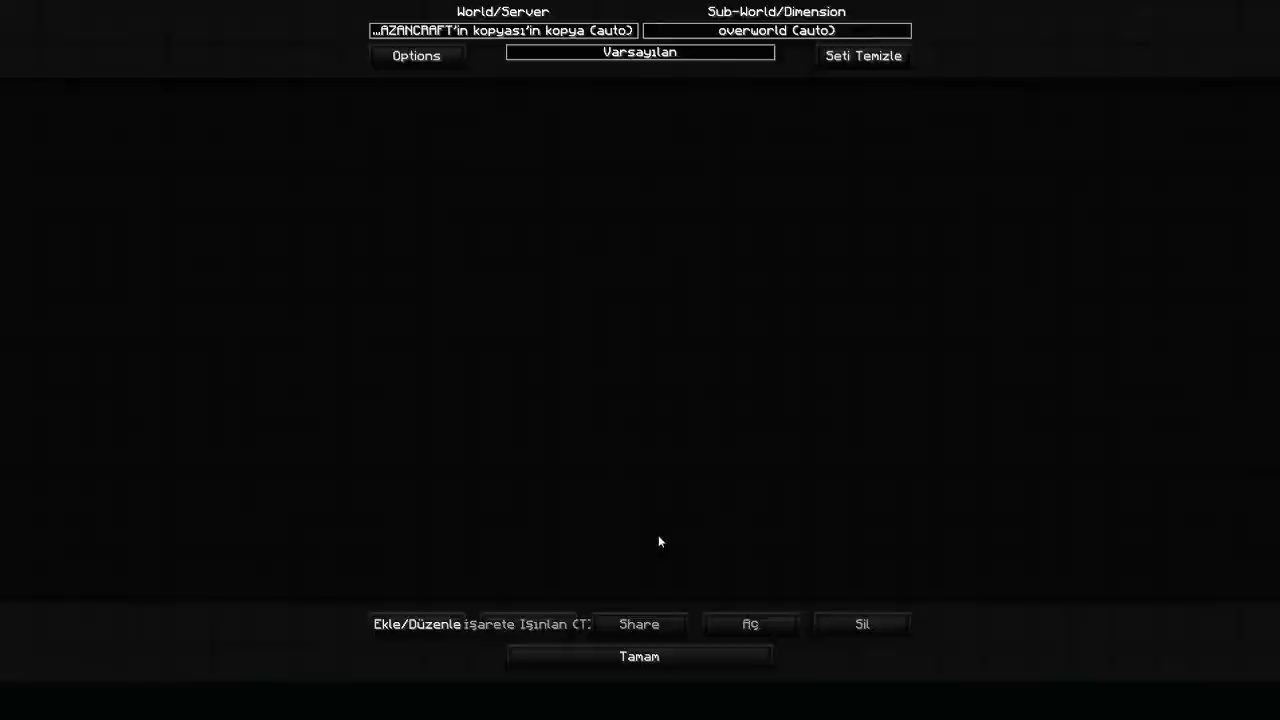 World/Server
Sub-World/Dimension
...AZANCRAFT'in kopyası'in kopya (auto)
overworld (auto)
Options
Varsayılan
Seti Temizle
Ekle/Düzenle
işarete Işınlan (T)
Share
Aç
Sil
Tamam